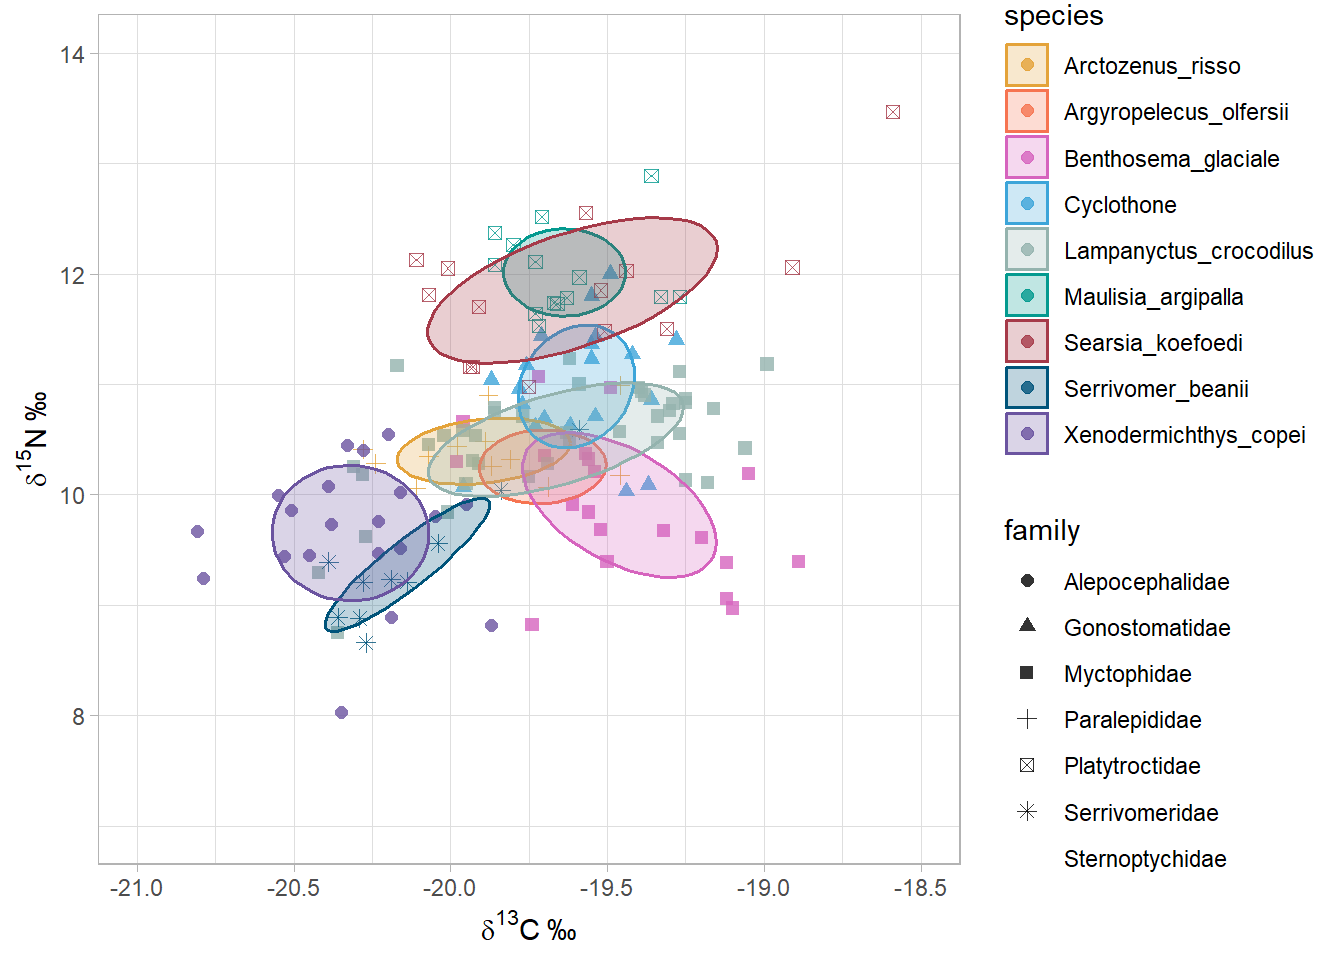 species
Arctozenus_risso
Argyropelecus_olfersii
Benthosema_glaciale
Cyclothone
Lampanyctus_crocodilus
Maulisia_argipalla
Searsia_koefoedi
Serrivomer_beanii
Xenodermichthys_copei
family
Alepocephalidae
Gonostomatidae
Myctophidae
Paralepididae
Platytroctidae
Serrivomeridae
Sternoptychidae
14
12
10
8
δ15N ‰
-21.0 -20.5 -20.0 -19.5 -19.0 -18.5
δ13C ‰